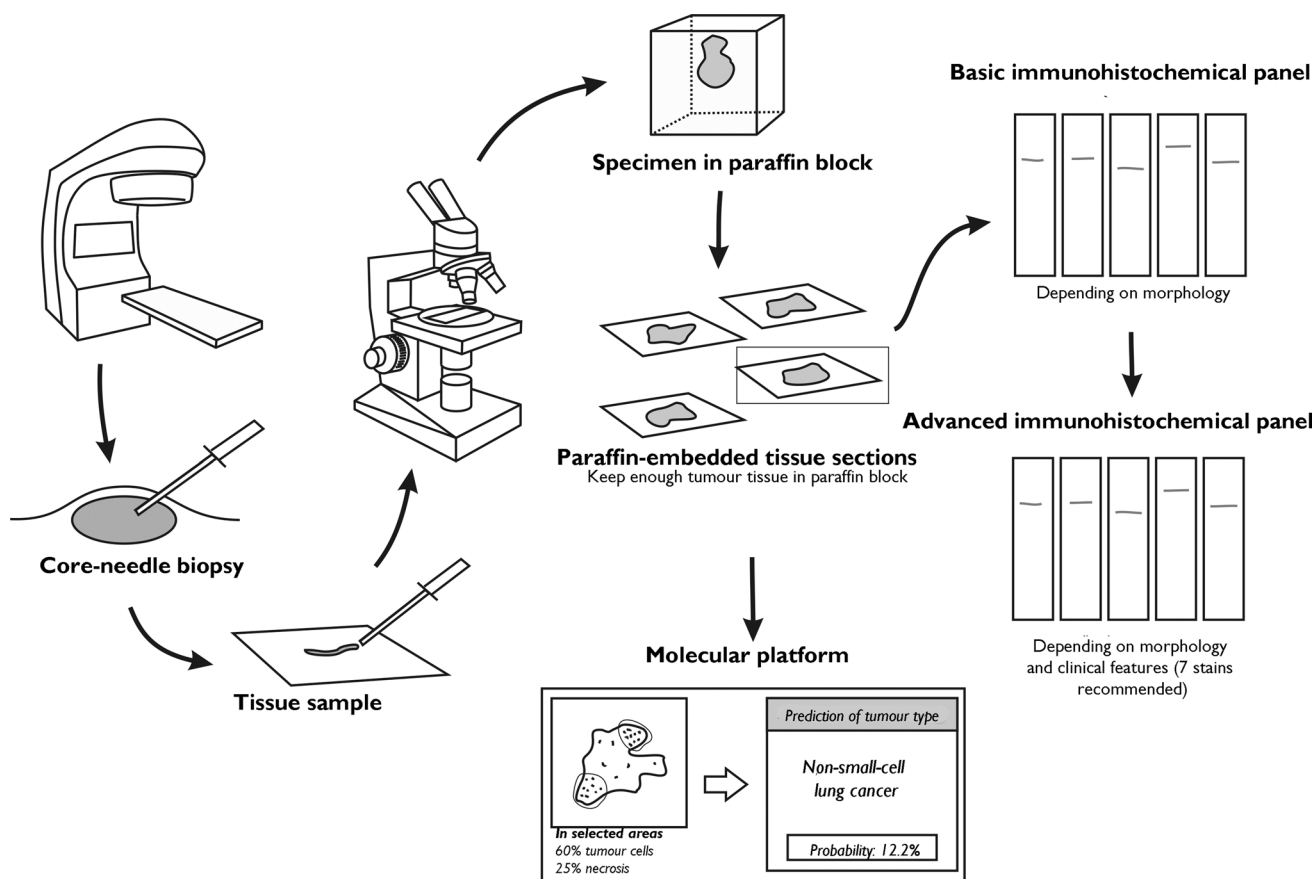 Basic immunohistochemical panel
Specimen in paraffin block
Depending on morphology
Advanced immunohistochemical panel
Paraffin-embedded tissue sections
Keep enough tumour tissue in paraffin block
Core-needle biopsy
Tissue sample
Depending on morphology
and clinical features (7 stains
recommended)
Molecular platform
Prediction of tumour type
Non-small-cell
lung cancer
Probability: 12.2%
In selected areas
60% tumour cells
25% necrosis